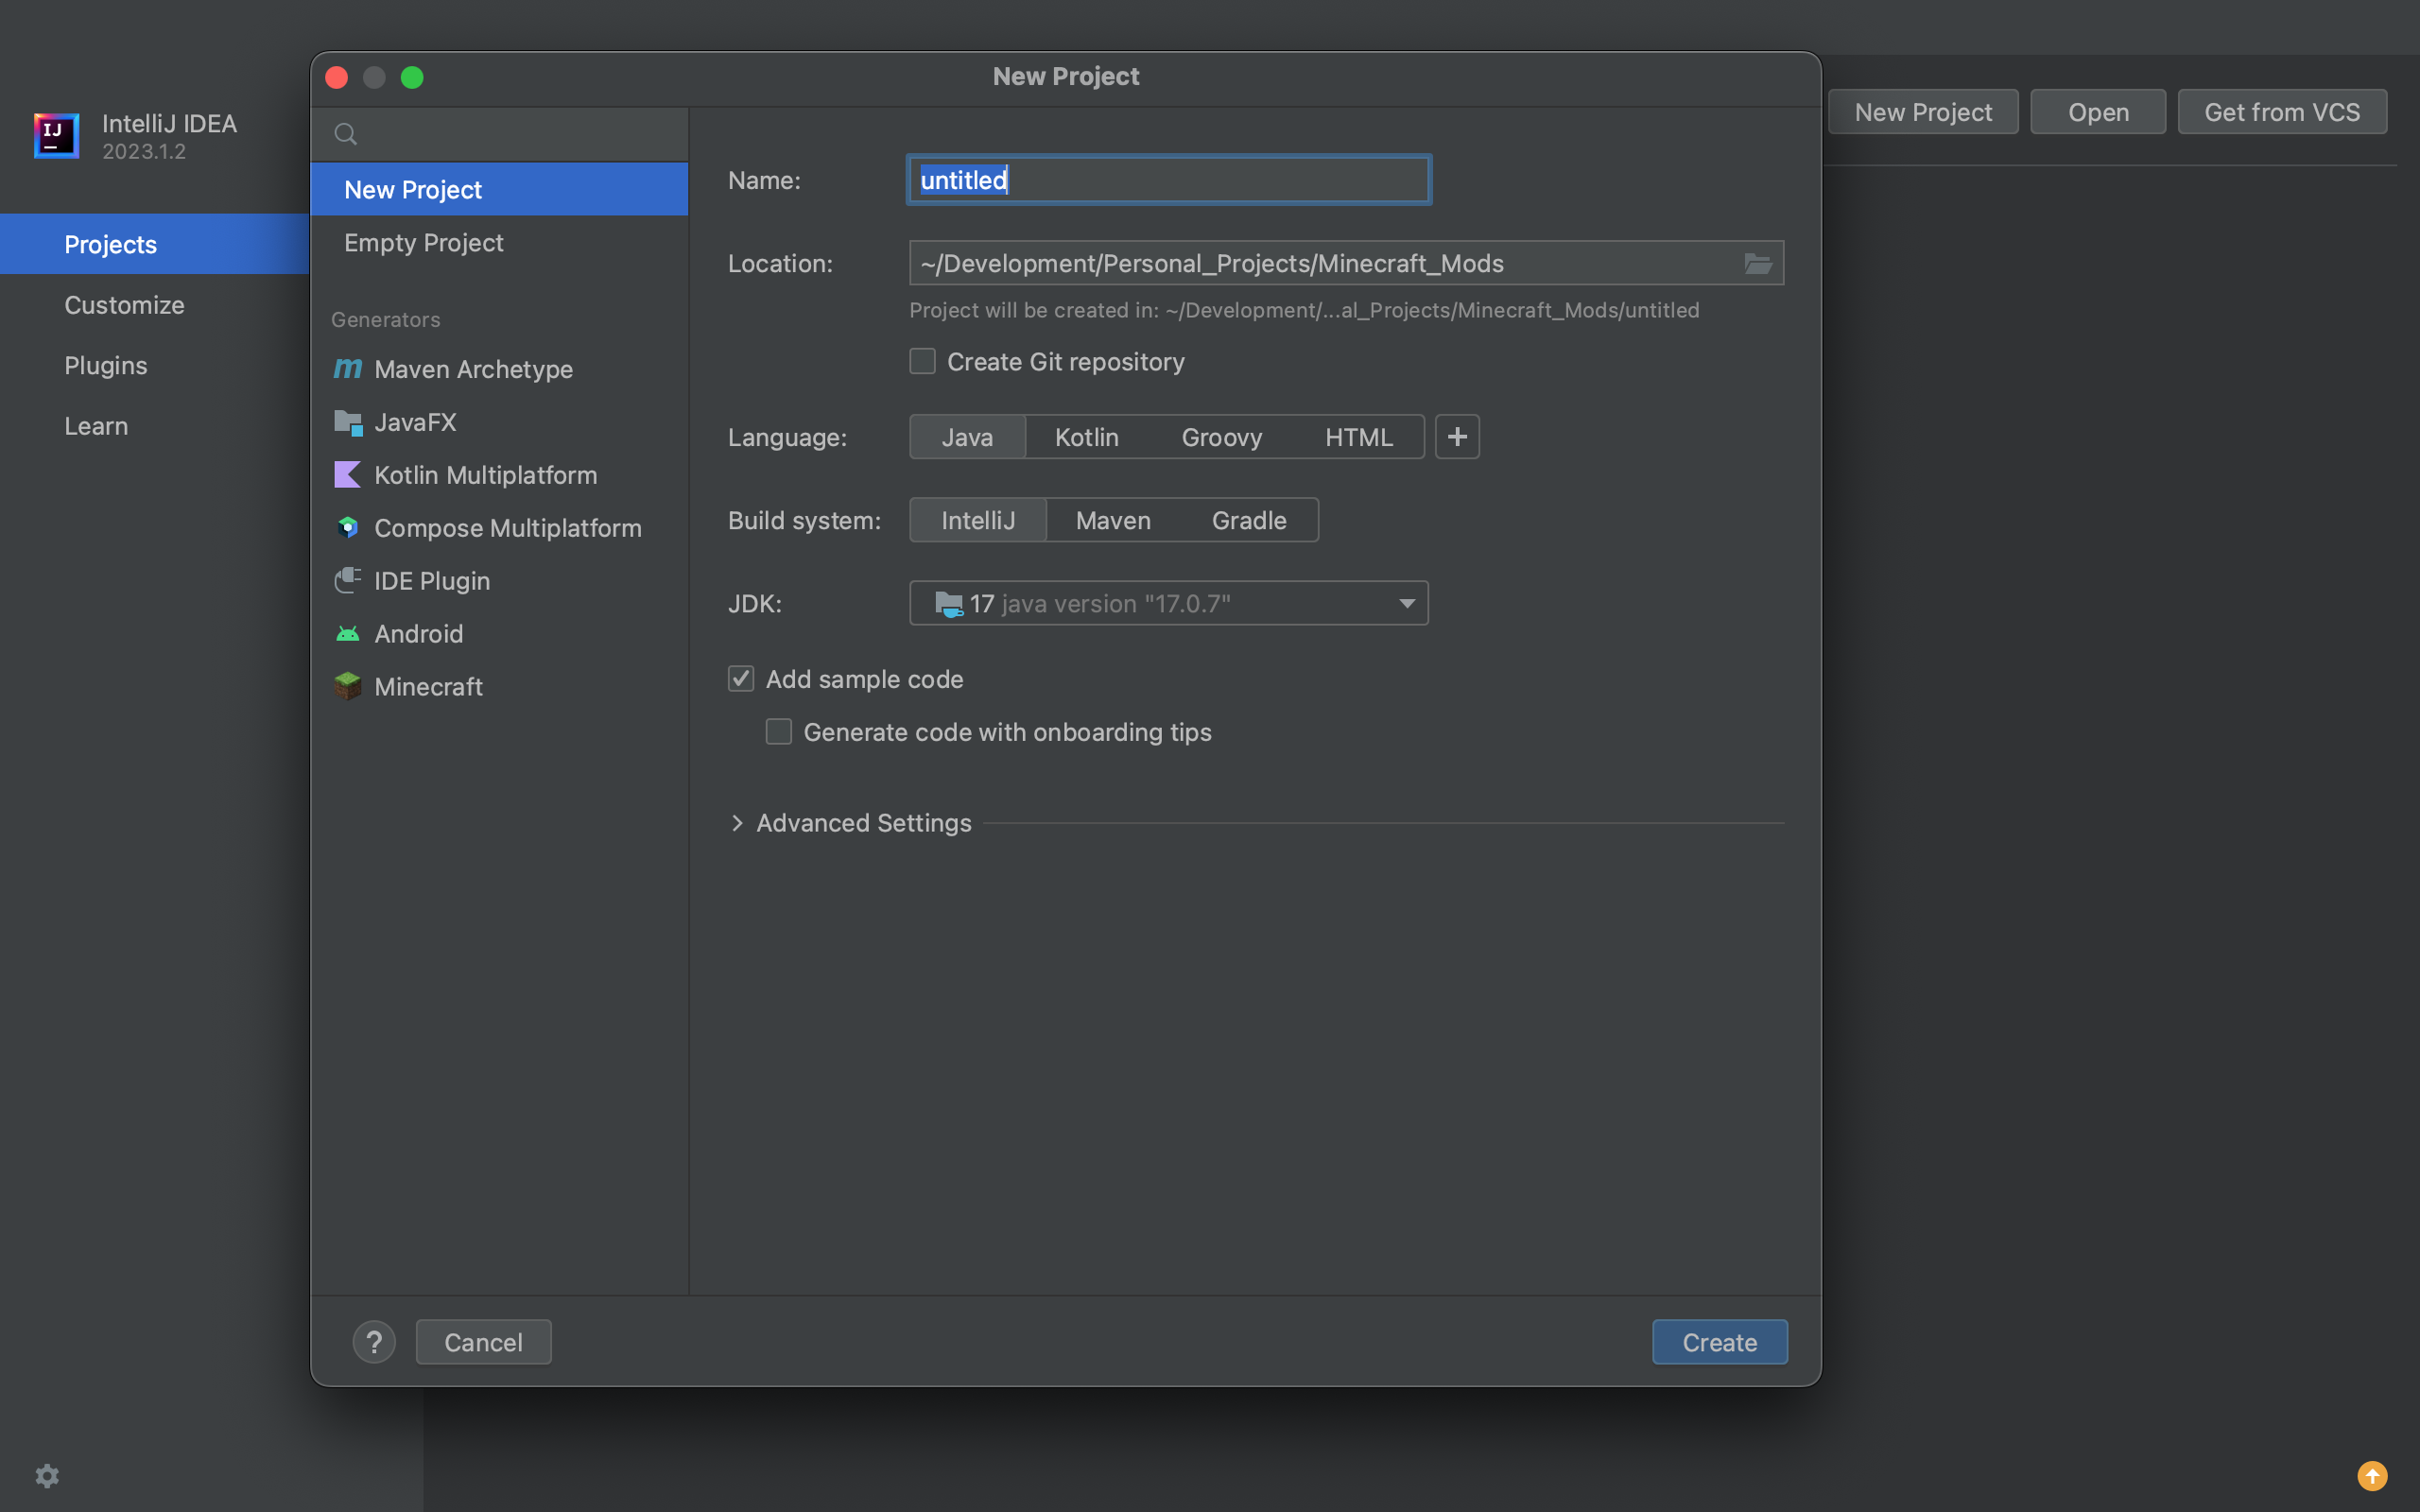 New Project
IJ
IntelliJ IDEA
2023.1.2
New Project
Open
Get from VCS
Projects
Customize
Plugins
Learn
New Project
Empty Project
Generators
Maven Archetype
JavaFX
Kotlin Multiplatform
Compose Multiplatform
IDE Plugin
Android
Minecraft
Name:
untitled
Location:
~/Development/Personal_Projects/Minecraft_Mods
Project will be created in: ~/Development/...al_Projects/Minecraft_Mods/untitled
Create Git repository
Language:
Java
Kotlin
Groovy
HTML
+
Build system:
IntelliJ
Maven
Gradle
JDK:
17 java version "17.0.7"
Add sample code
Generate code with onboarding tips
Advanced Settings
?
Cancel
Create